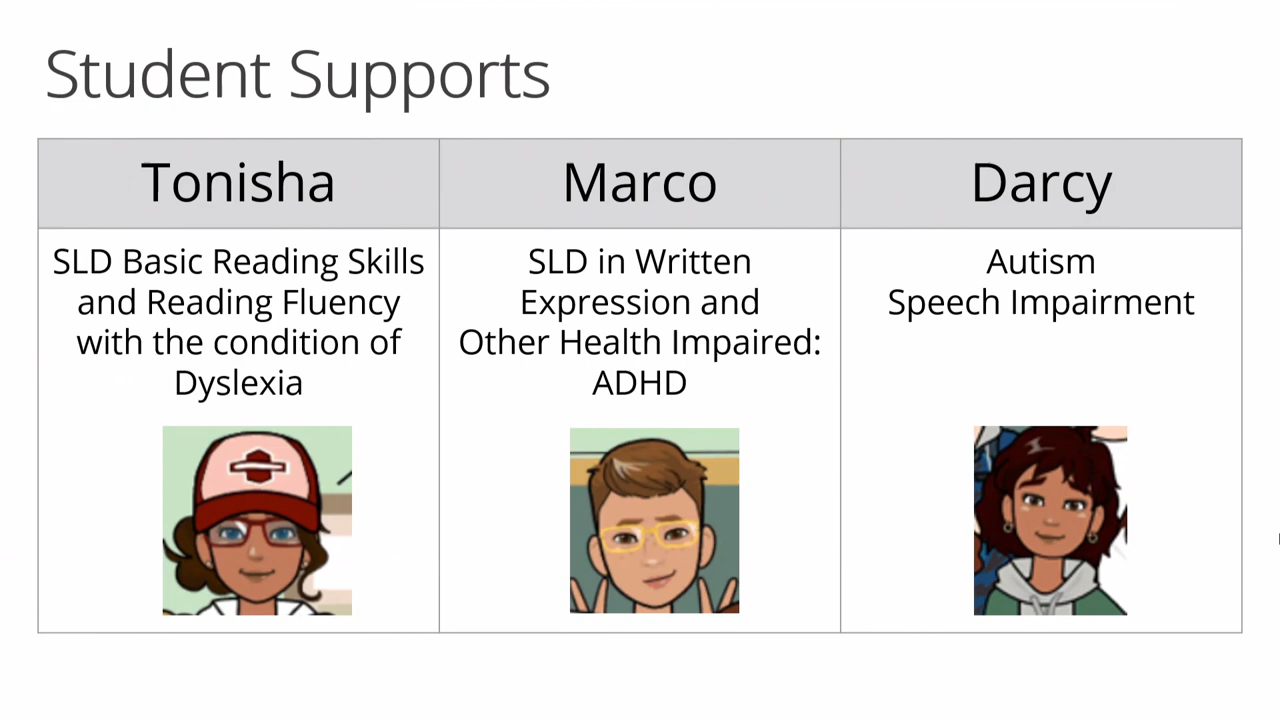 Student Supports
Tonisha
Marco
Darcy
SLD Basic Reading Skills
and Reading Fluency
with the condition of
Dyslexia
SLD in Written
Expression and
Other Health Impaired:
ADHD
Autism
Speech Impairment